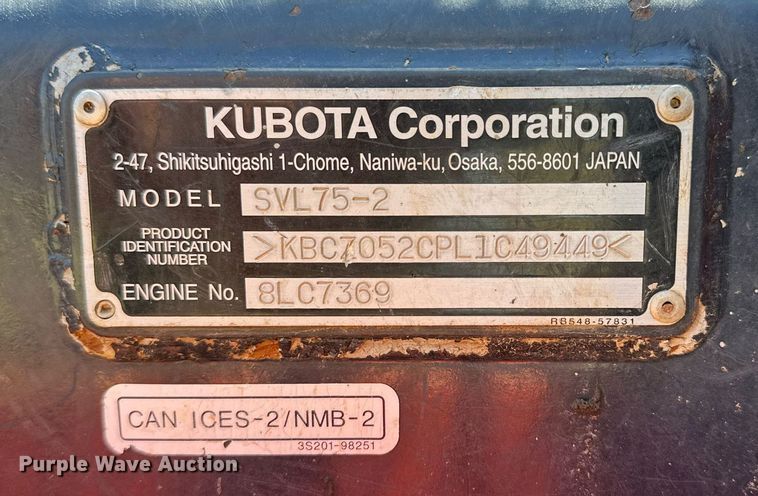 KUBOTA Corporation
2-47, Shikitsuhigashi 1-Chome, Naniwa-ku, Osaka, 556-8601 JAPAN
MODEL SVL75-2
PRODUCT IDENTIFICATION NUMBER >KBC7052CPL1C49449<
ENGINE No. 8LC7369
RB548-57831
CAN ICES-2/NMB-2
3S201-98251
Purple Wave Auction